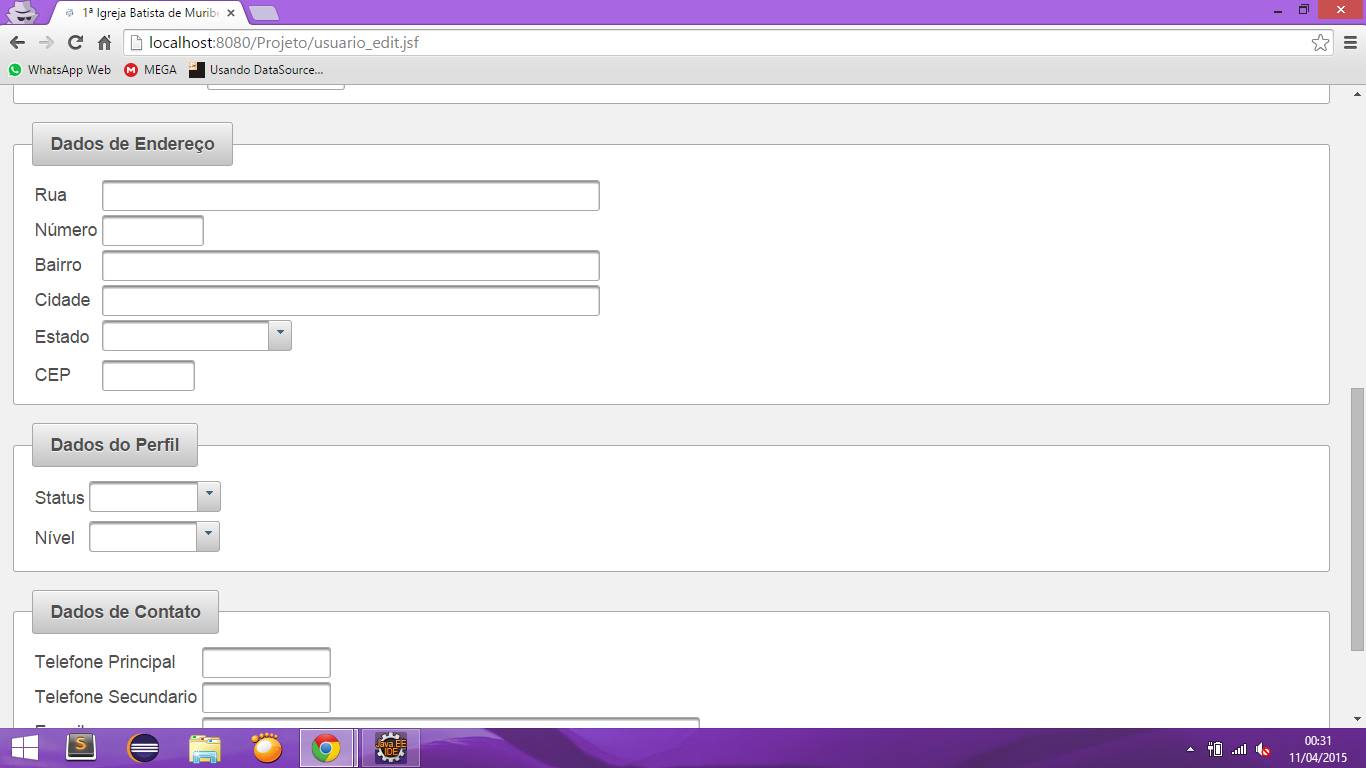 1ª Igreja Batista de Muribe
localhost:8080/Projeto/usuario_edit.jsf
WhatsApp Web MEGA Usando DataSource...
Dados de Endereço
Rua
Número
Bairro
Cidade
Estado
CEP
Dados do Perfil
Status
Nível
Dados de Contato
Telefone Principal
Telefone Secundario
S
Java EE
IDE
00:31
11/04/2015